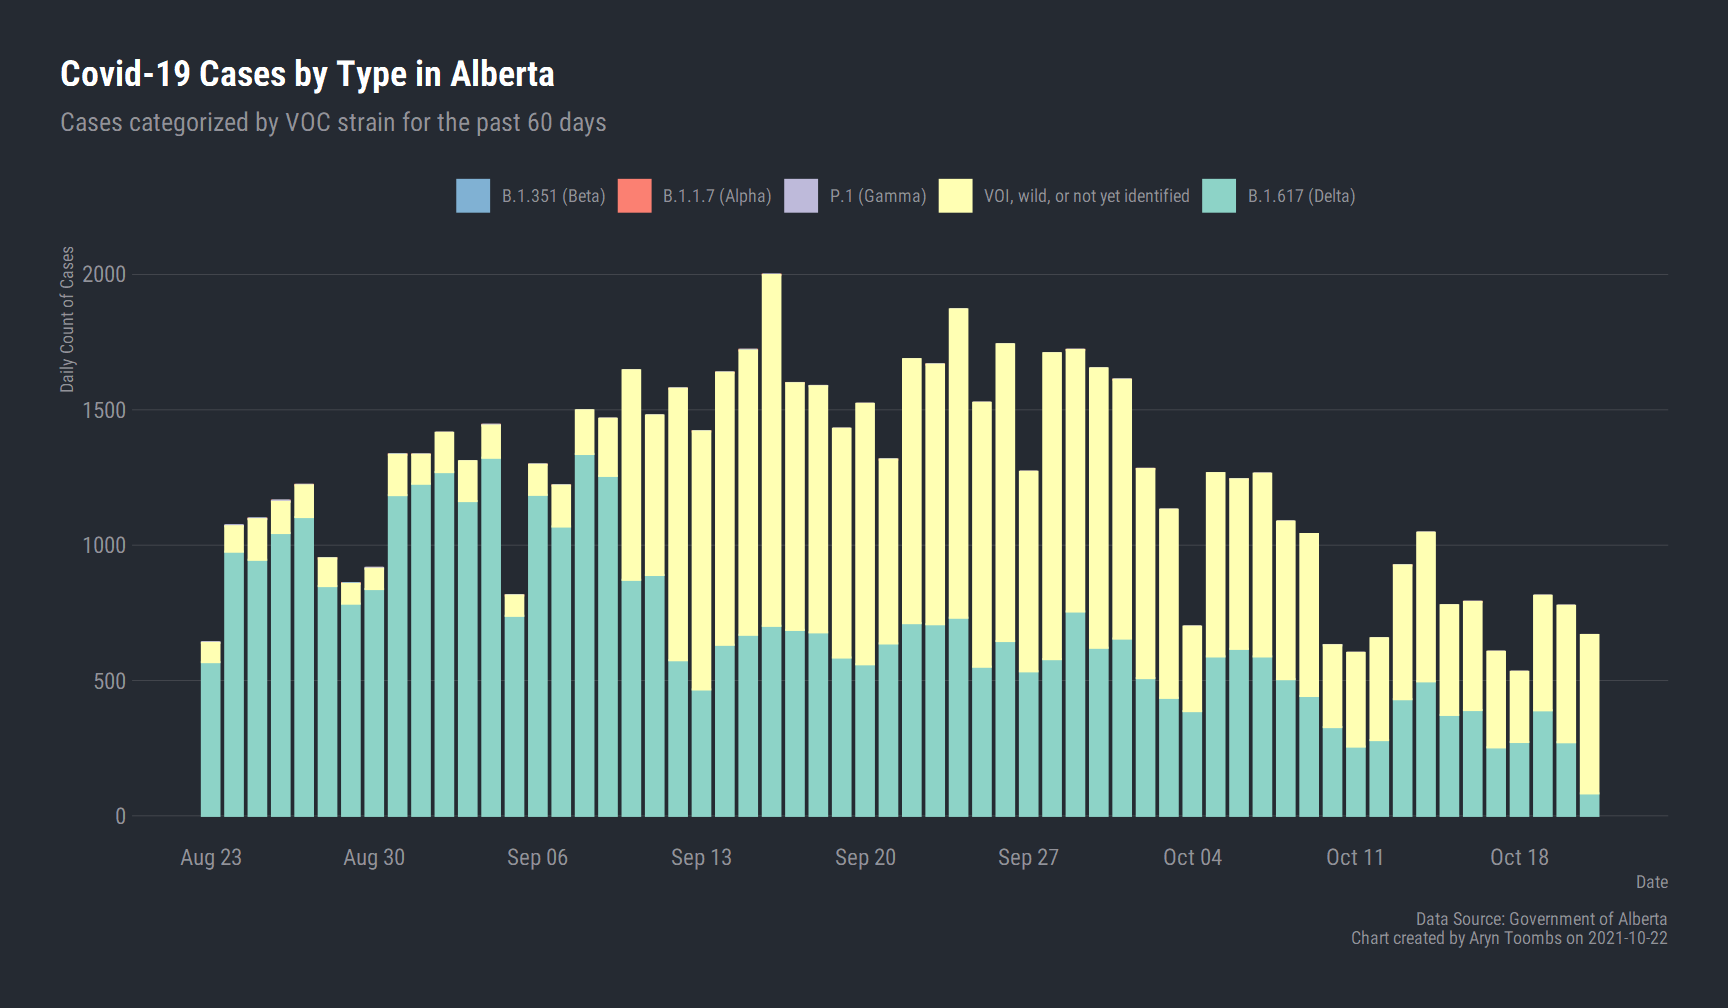 Covid-19 Cases by Type in Alberta
Cases categorized by VOC strain for the past 60 days
B.1.351 (Beta) B.1.1.7 (Alpha) P.1 (Gamma) VOI, wild, or not yet identified B.1.617 (Delta)
Daily Count of Cases
2000
1500
1000
500
0
Aug 23 Aug 30 Sep 06 Sep 13 Sep 20 Sep 27 Oct 04 Oct 11 Oct 18
Date
Data Source: Government of Alberta
Chart created by Aryn Toombs on 2021-10-22